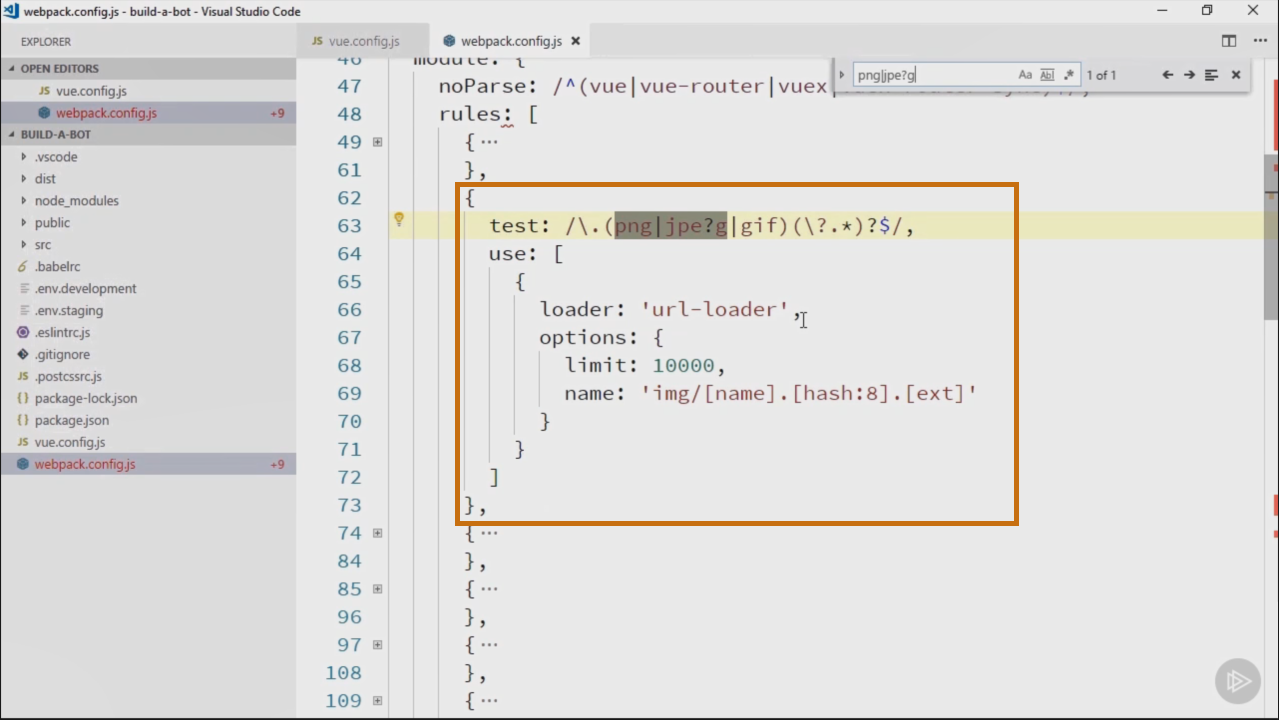 webpack.config.js - build-a-bot - Visual Studio Code
EXPLORER
OPEN EDITORS
JS vue.config.js
webpack.config.js +9
BUILD-A-BOT
.vscode
dist
node_modules
public
src
.babelrc
.env.development
.env.staging
.eslintrc.js
.gitignore
JS .postcssrc.js
{} package-lock.json
{} package.json
JS vue.config.js
webpack.config.js +9
JS vue.config.js
webpack.config.js
png|jpe?g Aa Abl .* 1 of 1
46 module: {
47 noParse: /^(vue|vue-router|vuex|
48 rules: [
49 { ...
61 },
62 {
63 test: /\.(png|jpe?g|gif)(\?.*)?$/,
64 use: [
65 {
66 loader: 'url-loader',
67 options: {
68 limit: 10000,
69 name: 'img/[name].[hash:8].[ext]'
70 }
71 }
72 ]
73 },
74 { ...
84 },
85 { ...
96 },
97 { ...
108 },
109 { ...